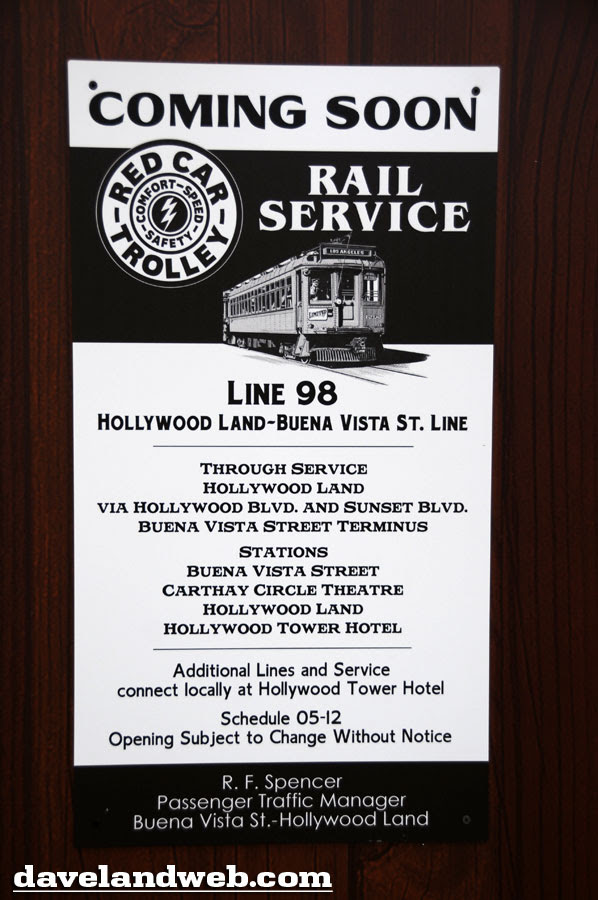 COMING SOON
RED CAR
TROLLEY
COMFORT-SPEED
-SAFETY-
RAIL
SERVICE
LOS ANGELES
LIMITED
LINE 98
HOLLYWOOD LAND-BUENA VISTA ST. LINE
THROUGH SERVICE
HOLLYWOOD LAND
VIA HOLLYWOOD BLVD. AND SUNSET BLVD.
BUENA VISTA STREET TERMINUS
STATIONS
BUENA VISTA STREET
CARTHAY CIRCLE THEATRE
HOLLYWOOD LAND
HOLLYWOOD TOWER HOTEL
Additional Lines and Service
connect locally at Hollywood Tower Hotel
Schedule 05-12
Opening Subject to Change Without Notice
R. F. Spencer
Passenger Traffic Manager
Buena Vista St.-Hollywood Land
davelandweb.com